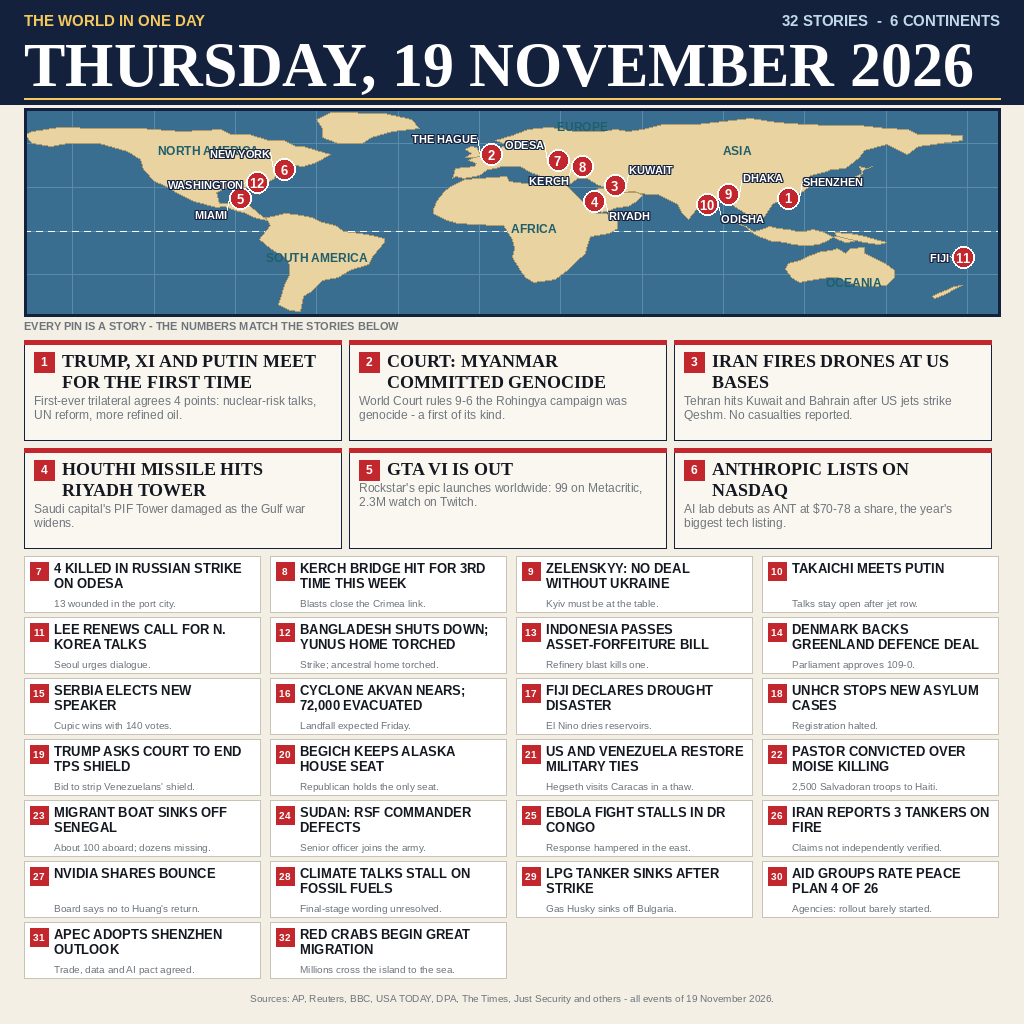 THE WORLD IN ONE DAY
32 STORIES - 6 CONTINENTS
THURSDAY, 19 NOVEMBER 2026
EUROPE
THE HAGUE
2
ODESA
NORTH AMERICA
NEW YORK
ASIA
7
8
6
KERCH
KUWAIT
WASHINGTON
12
3
DHAKA
SHENZHEN
5
4
10
9
1
MIAMI
RIYADH
ODISHA
AFRICA
SOUTH AMERICA
FIJI
11
OCEANIA
EVERY PIN IS A STORY - THE NUMBERS MATCH THE STORIES BELOW
1
TRUMP, XI AND PUTIN MEET
FOR THE FIRST TIME
First-ever trilateral agrees 4 points: nuclear-risk talks,
UN reform, more refined oil.
2
COURT: MYANMAR
COMMITTED GENOCIDE
World Court rules 9-6 the Rohingya campaign was
genocide - a first of its kind.
3
IRAN FIRES DRONES AT US
BASES
Tehran hits Kuwait and Bahrain after US jets strike
Qeshm. No casualties reported.
4
HOUTHI MISSILE HITS
RIYADH TOWER
Saudi capital's PIF Tower damaged as the Gulf war
widens.
5
GTA VI IS OUT
Rockstar's epic launches worldwide: 99 on Metacritic,
2.3M watch on Twitch.
6
ANTHROPIC LISTS ON
NASDAQ
AI lab debuts as ANT at $70-78 a share, the year's
biggest tech listing.
7
4 KILLED IN RUSSIAN STRIKE
ON ODESA
13 wounded in the port city.
8
KERCH BRIDGE HIT FOR 3RD
TIME THIS WEEK
Blasts close the Crimea link.
9
ZELENSKYY: NO DEAL
WITHOUT UKRAINE
Kyiv must be at the table.
10
TAKAICHI MEETS PUTIN
Talks stay open after jet row.
11
LEE RENEWS CALL FOR N.
KOREA TALKS
Seoul urges dialogue.
12
BANGLADESH SHUTS DOWN;
YUNUS HOME TORCHED
Strike; ancestral home torched.
13
INDONESIA PASSES
ASSET-FORFEITURE BILL
Refinery blast kills one.
14
DENMARK BACKS
GREENLAND DEFENCE DEAL
Parliament approves 109-0.
15
SERBIA ELECTS NEW
SPEAKER
Cupic wins with 140 votes.
16
CYCLONE AKVAN NEARS;
72,000 EVACUATED
Landfall expected Friday.
17
FIJI DECLARES DROUGHT
DISASTER
El Nino dries reservoirs.
18
UNHCR STOPS NEW ASYLUM
CASES
Registration halted.
19
TRUMP ASKS COURT TO END
TPS SHIELD
Bid to strip Venezuelans' shield.
20
BEGICH KEEPS ALASKA
HOUSE SEAT
Republican holds the only seat.
21
US AND VENEZUELA RESTORE
MILITARY TIES
Hegseth visits Caracas in a thaw.
22
PASTOR CONVICTED OVER
MOISE KILLING
2,500 Salvadoran troops to Haiti.
23
MIGRANT BOAT SINKS OFF
SENEGAL
About 100 aboard; dozens missing.
24
SUDAN: RSF COMMANDER
DEFECTS
Senior officer joins the army.
25
EBOLA FIGHT STALLS IN DR
CONGO
Response hampered in the east.
26
IRAN REPORTS 3 TANKERS ON
FIRE
Claims not independently verified.
27
NVIDIA SHARES BOUNCE
Board says no to Huang's return.
28
CLIMATE TALKS STALL ON
FOSSIL FUELS
Final-stage wording unresolved.
29
LPG TANKER SINKS AFTER
STRIKE
Gas Husky sinks off Bulgaria.
30
AID GROUPS RATE PEACE
PLAN 4 OF 26
Agencies: rollout barely started.
31
APEC ADOPTS SHENZHEN
OUTLOOK
Trade, data and AI pact agreed.
32
RED CRABS BEGIN GREAT
MIGRATION
Millions cross the island to the sea.
Sources: AP, Reuters, BBC, USA TODAY, DPA, The Times, Just Security and others - all events of 19 November 2026.